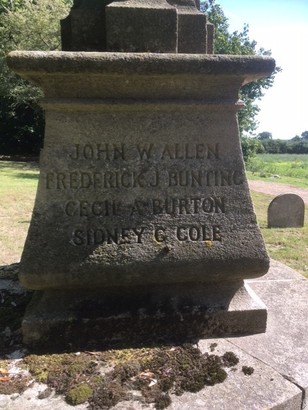 JOHN W. ALLEN
FREDERICK J. BUNTING
CECIL A. BURTON
SIDNEY G. COLE